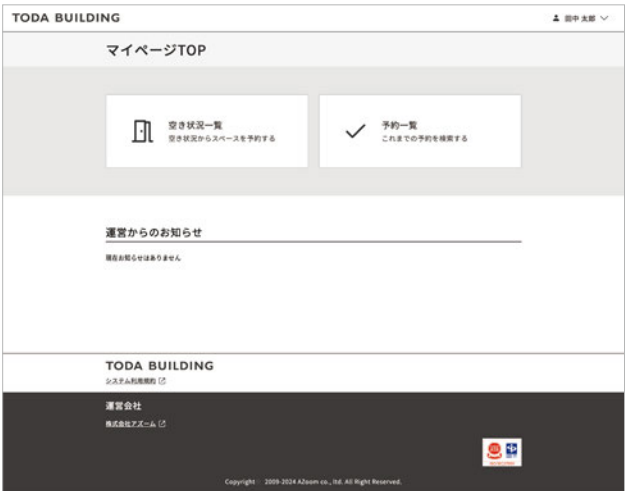 TODA BUILDING
田中 太郎
マイページTOP
空き状況一覧
空き状況からスペースを予約する
予約一覧
これまでの予約を検索する
運営からのお知らせ
現在お知らせはありません
TODA BUILDING
システム利用規約
運営会社
株式会社アズーム
Copyright 2009-2024 AZoom co., ltd. All Right Reserved.